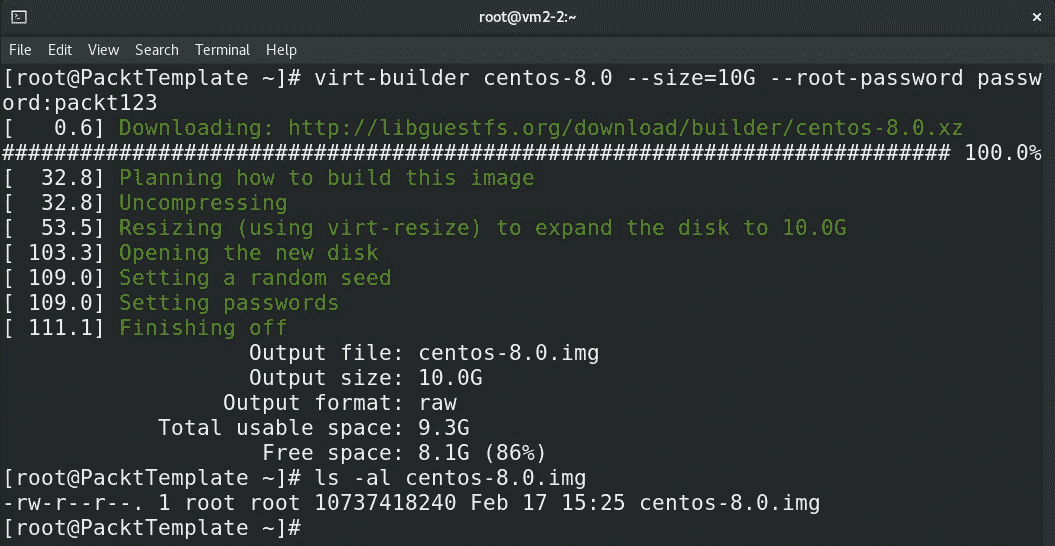 root@vm2-2:~
File Edit View Search Terminal Help
[root@PacktTemplate ~]# virt-builder centos-8.0 --size=10G --root-password passw
ord:packt123
[   0.6] Downloading: http://libguestfs.org/download/builder/centos-8.0.xz
######################################################################### 100.0%
[  32.8] Planning how to build this image
[  32.8] Uncompressing
[  53.5] Resizing (using virt-resize) to expand the disk to 10.0G
[ 103.3] Opening the new disk
[ 109.0] Setting a random seed
[ 109.0] Setting passwords
[ 111.1] Finishing off
                   Output file: centos-8.0.img
                   Output size: 10.0G
                 Output format: raw
            Total usable space: 9.3G
                    Free space: 8.1G (86%)
[root@PacktTemplate ~]# ls -al centos-8.0.img
-rw-r--r--. 1 root root 10737418240 Feb 17 15:25 centos-8.0.img
[root@PacktTemplate ~]#